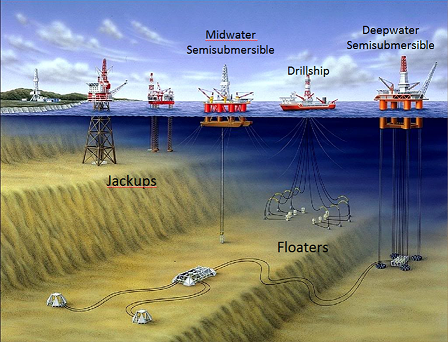 Midwater
Semisubmersible
Drillship
Deepwater
Semisubmersible
Jackups
Floaters